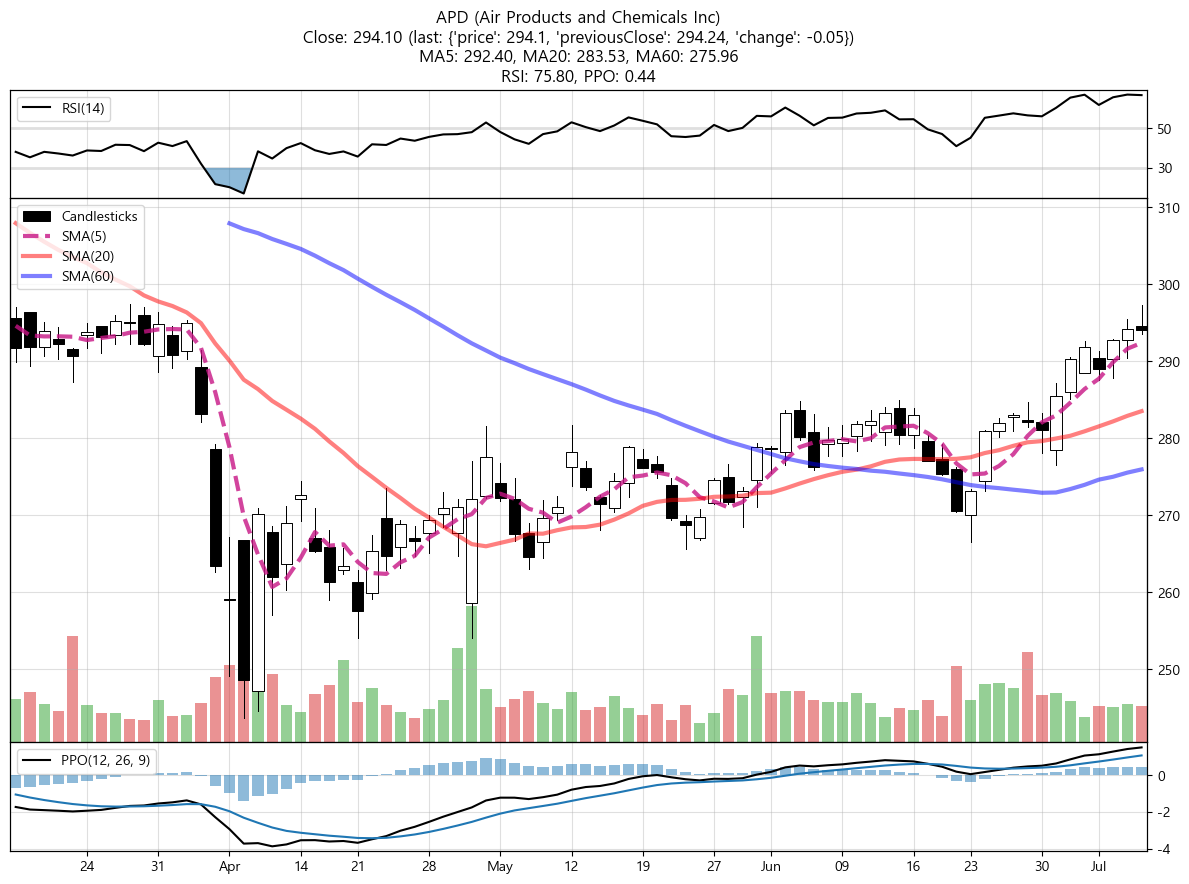 APD (Air Products and Chemicals Inc)
Close: 294.10 (last: {'price': 294.1, 'previousClose': 294.24, 'change': -0.05})
MA5: 292.40, MA20: 283.53, MA60: 275.96
RSI: 75.80, PPO: 0.44
RSI(14)
50
30
Candlesticks
SMA(5)
SMA(20)
SMA(60)
310
300
290
280
270
260
250
PPO(12, 26, 9)
0
-2
-4
24 31 Apr 14 21 28 May 12 19 27 Jun 09 16 23 30 Jul